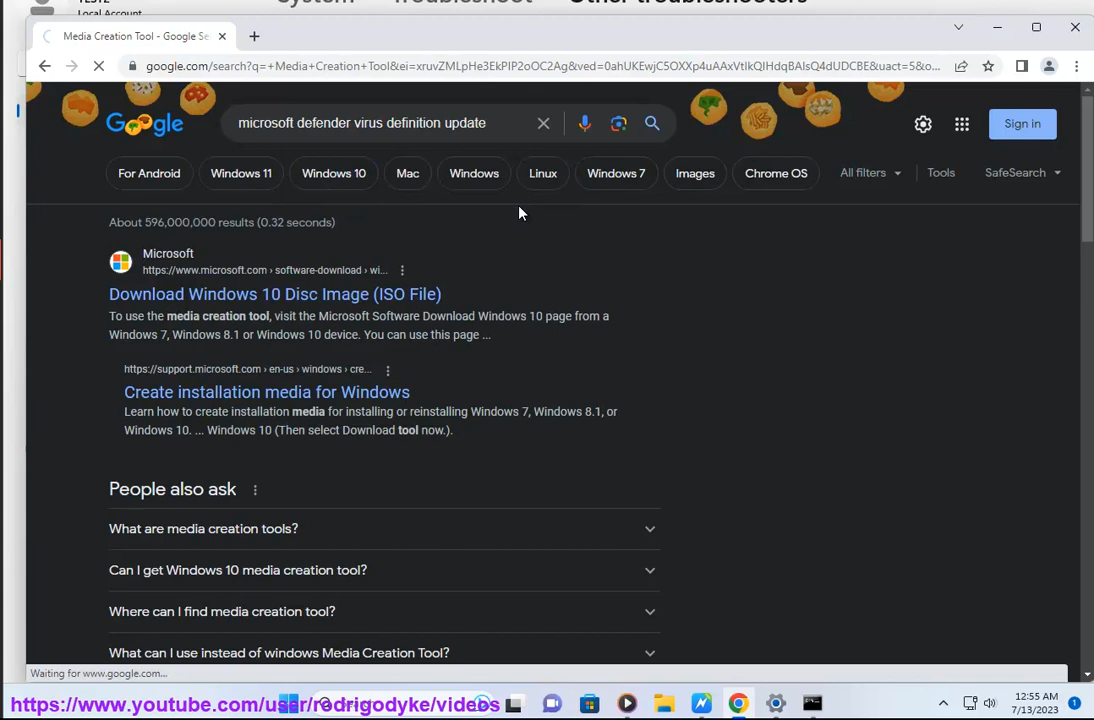 TEST2
Local Account
System Troubleshoot Other troubleshooters
Media Creation Tool - Google Se
google.com/search?q=+Media+Creation+Tool&ei=xruvZMLpHe3EkPIP2oOC2Ag&ved=0ahUKEwjC5OXXp4uAAxVtIkQIHdqBAIsQ4dUDCBE&uact=5&o...
Google
microsoft defender virus definition update
Sign in
For Android
Windows 11
Windows 10
Mac
Windows
Linux
Windows 7
Images
Chrome OS
All filters
Tools
SafeSearch
About 596,000,000 results (0.32 seconds)
Microsoft
https://www.microsoft.com › software-download › wi...
Download Windows 10 Disc Image (ISO File)
To use the media creation tool, visit the Microsoft Software Download Windows 10 page from a
Windows 7, Windows 8.1 or Windows 10 device. You can use this page ...
https://support.microsoft.com › en-us › windows › cre...
Create installation media for Windows
Learn how to create installation media for installing or reinstalling Windows 7, Windows 8.1, or
Windows 10. ... Windows 10 (Then select Download tool now.).
People also ask
What are media creation tools?
Can I get Windows 10 media creation tool?
Where can I find media creation tool?
What can I use instead of windows Media Creation Tool?
Waiting for www.google.com...
https://www.youtube.com/user/rodrigodyke/videos
12:55 AM
7/13/2023
1